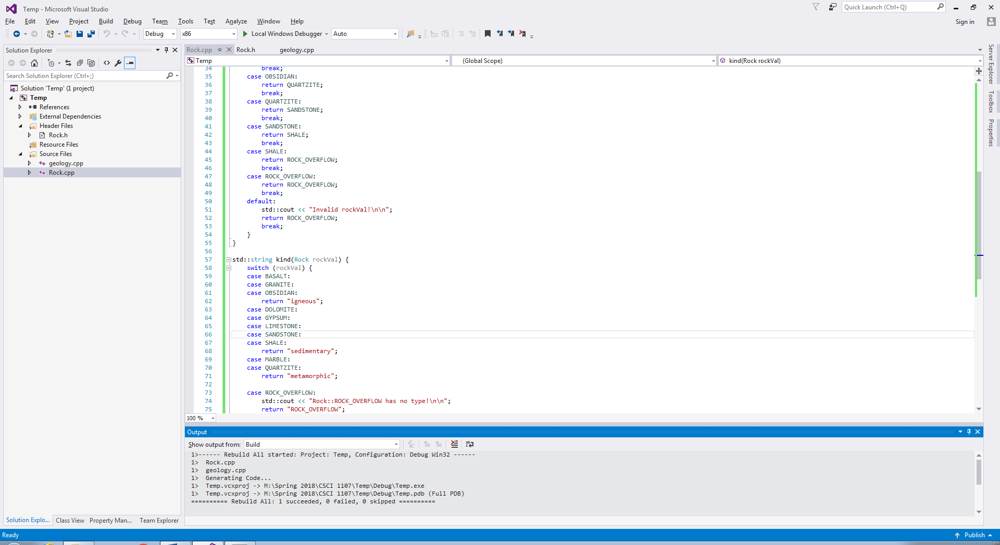 Temp - Microsoft Visual Studio
Quick Launch (Ctrl+Q)
File Edit View Project Build Debug Team Tools Test Analyze Window Help
Sign in
Debug x86 Local Windows Debugger Auto
Solution Explorer
Search Solution Explorer (Ctrl+;)
Solution 'Temp' (1 project)
Temp
References
External Dependencies
Header Files
Rock.h
Resource Files
Source Files
geology.cpp
Rock.cpp
Solution Explo... Class View Property Man... Team Explorer
Rock.cpp Rock.h geology.cpp
Temp (Global Scope) kind(Rock rockVal)
34 break;
35 case OBSIDIAN:
36 return QUARTZITE;
37 break;
38 case QUARTZITE:
39 return SANDSTONE;
40 break;
41 case SANDSTONE:
42 return SHALE;
43 break;
44 case SHALE:
45 return ROCK_OVERFLOW;
46 break;
47 case ROCK_OVERFLOW:
48 return ROCK_OVERFLOW;
49 break;
50 default:
51 std::cout << "Invalid rockVal!\n\n";
52 return ROCK_OVERFLOW;
53 break;
54 }
55 }
56
57 std::string kind(Rock rockVal) {
58 switch (rockVal) {
59 case BASALT:
60 case GRANITE:
61 case OBSIDIAN:
62 return "igneous";
63 case DOLOMITE:
64 case GYPSUM:
65 case LIMESTONE:
66 case SANDSTONE:
67 case SHALE:
68 return "sedimentary";
69 case MARBLE:
70 case QUARTZITE:
71 return "metamorphic";
72
73 case ROCK_OVERFLOW:
74 std::cout << "Rock::ROCK_OVERFLOW has no type!\n\n";
75 return "ROCK_OVERFLOW";
100 %
Server Explorer
Toolbox
Properties
Output
Show output from: Build
1>------ Rebuild All started: Project: Temp, Configuration: Debug Win32 ------
1> Rock.cpp
1> geology.cpp
1> Generating Code...
1> Temp.vcxproj -> M:\Spring 2018\CSCI 1107\Temp\Debug\Temp.exe
1> Temp.vcxproj -> M:\Spring 2018\CSCI 1107\Temp\Debug\Temp.pdb (Full PDB)
========== Rebuild All: 1 succeeded, 0 failed, 0 skipped ==========
Ready
Publish